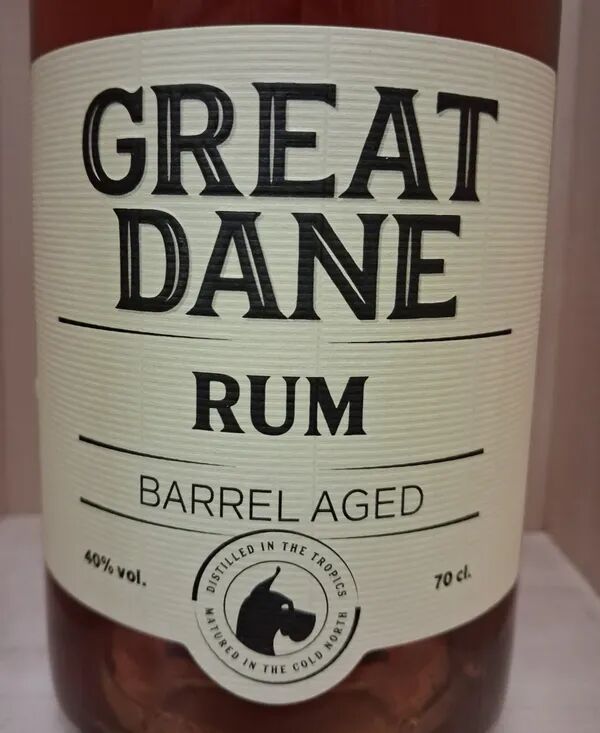 GREAT
DANE
RUM
BARREL AGED
40% vol.
70 cl.
DISTILLED IN THE TROPICS
MATURED IN THE COLD NORTH